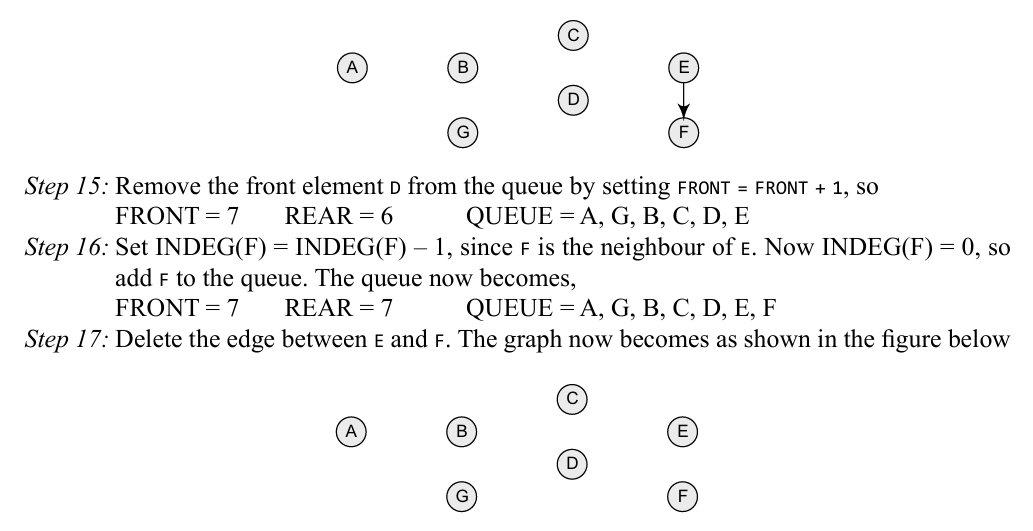 C
A B E
D
G F
Step 15: Remove the front element D from the queue by setting FRONT = FRONT + 1, so
FRONT = 7 REAR = 6 QUEUE = A, G, B, C, D, E
Step 16: Set INDEG(F) = INDEG(F) – 1, since F is the neighbour of E. Now INDEG(F) = 0, so
add F to the queue. The queue now becomes,
FRONT = 7 REAR = 7 QUEUE = A, G, B, C, D, E, F
Step 17: Delete the edge between E and F. The graph now becomes as shown in the figure below
C
A B E
D
G F